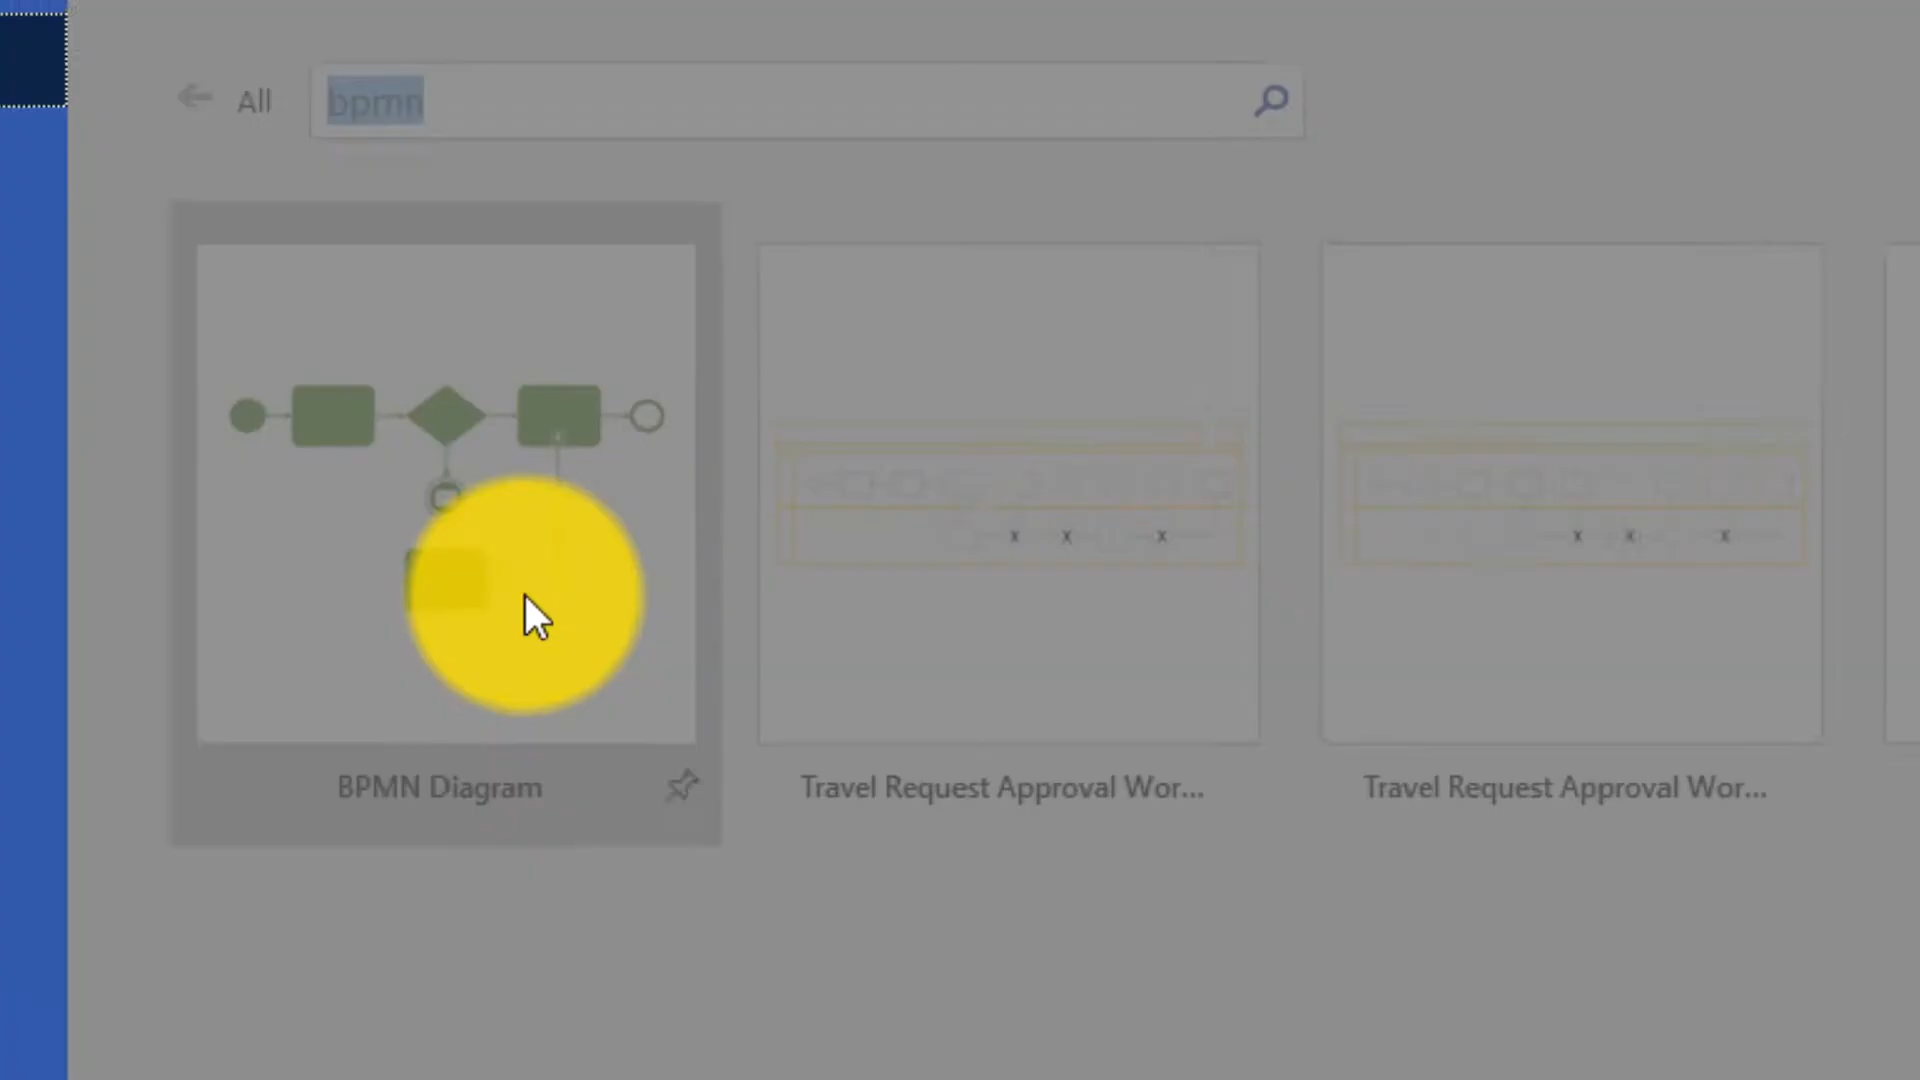 All
bpmn
BPMN Diagram
Travel Request Approval Wor...
Travel Request Approval Wor...